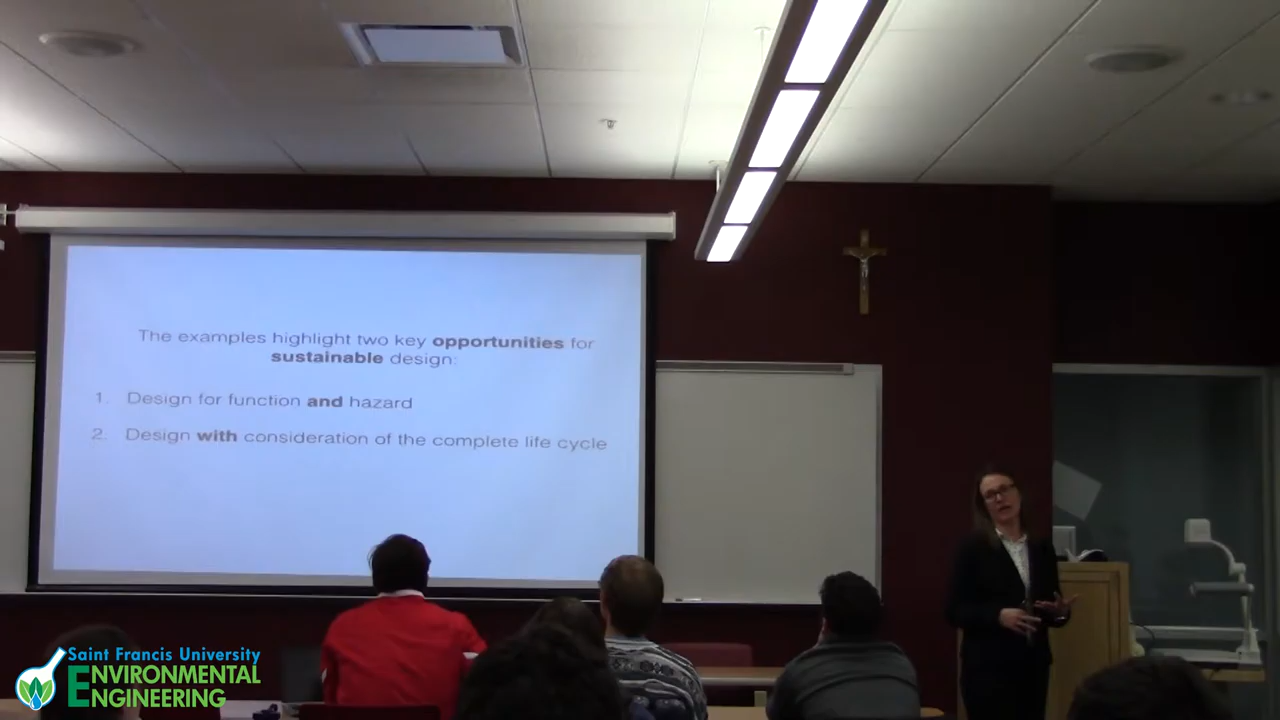 The examples highlight two key opportunities for
sustainable design:
1. Design for function and hazard
2. Design with consideration of the complete life cycle
Saint Francis University
ENVIRONMENTAL
ENGINEERING